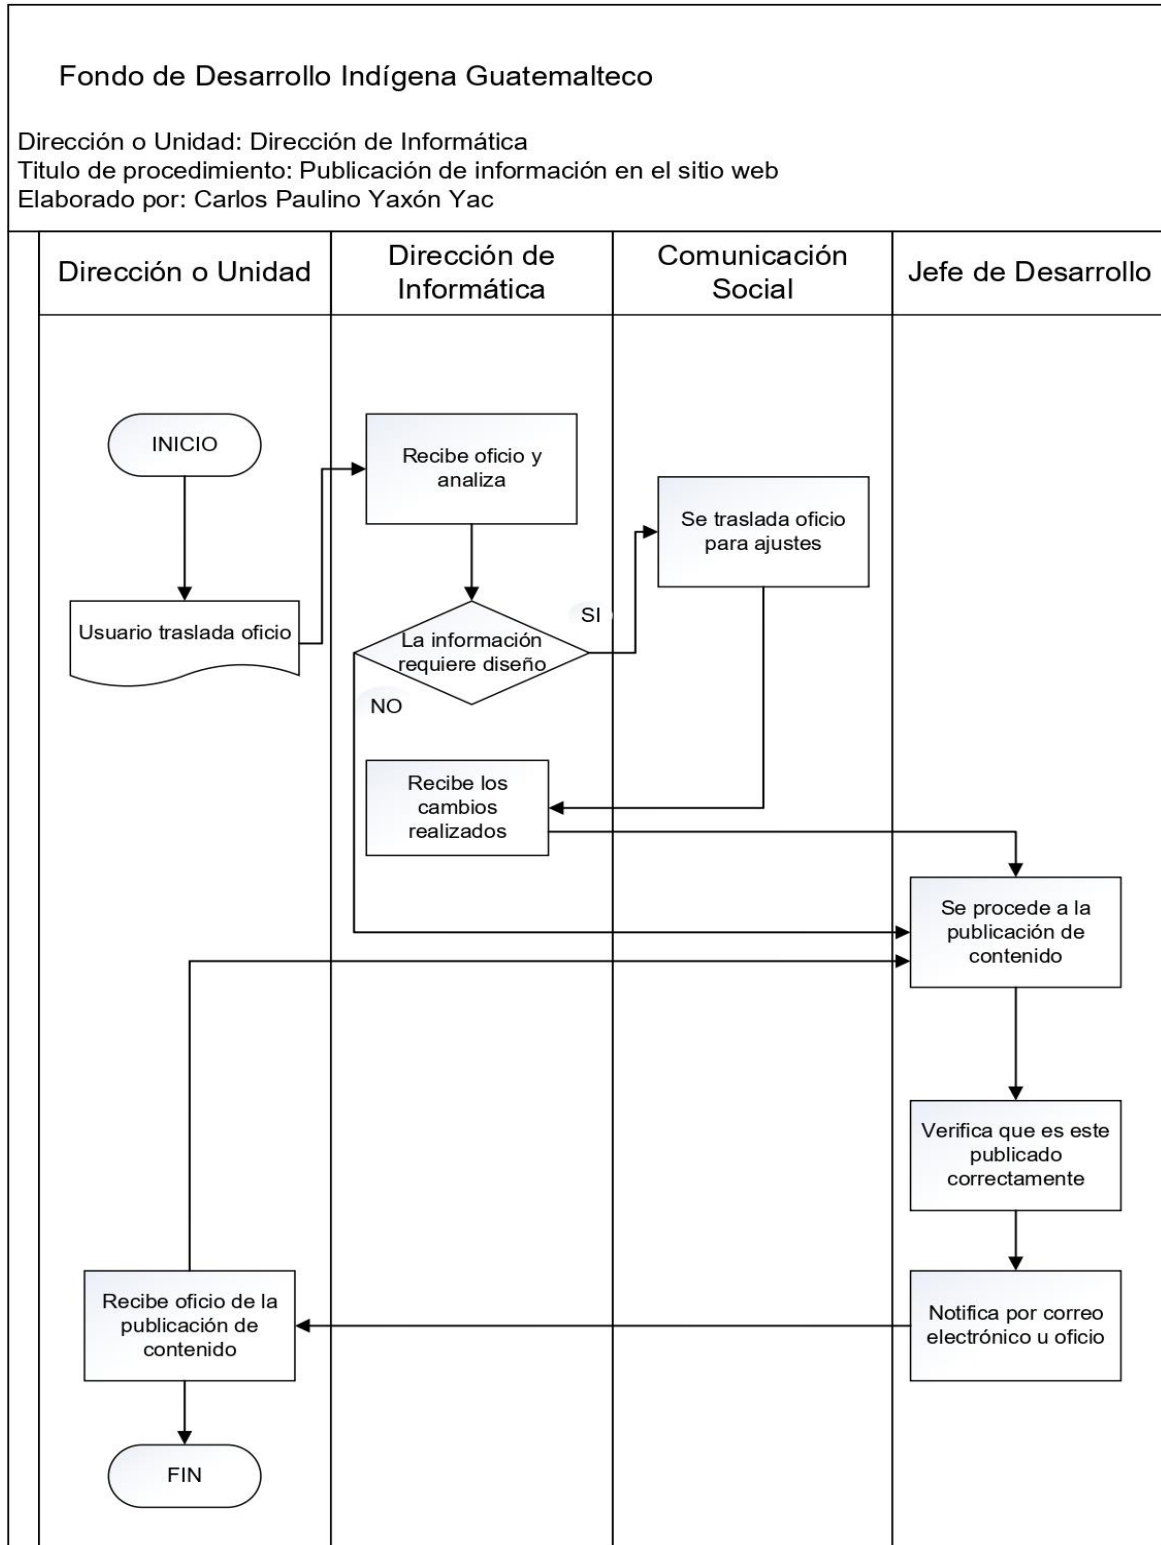 Fondo de Desarrollo Indígena Guatemalteco
Dirección o Unidad: Dirección de Informática
Titulo de procedimiento: Publicación de información en el sitio web
Elaborado por: Carlos Paulino Yaxón Yac
Dirección o Unidad
Dirección de
Informática
Comunicación
Social
Jefe de Desarrollo
INICIO
Usuario traslada oficio
Recibe oficio y
analiza
La información
requiere diseño
SI
NO
Se traslada oficio
para ajustes
Recibe los
cambios
realizados
Se procede a la
publicación de
contenido
Verifica que es este
publicado
correctamente
Notifica por correo
electrónico u oficio
Recibe oficio de la
publicación de
contenido
FIN